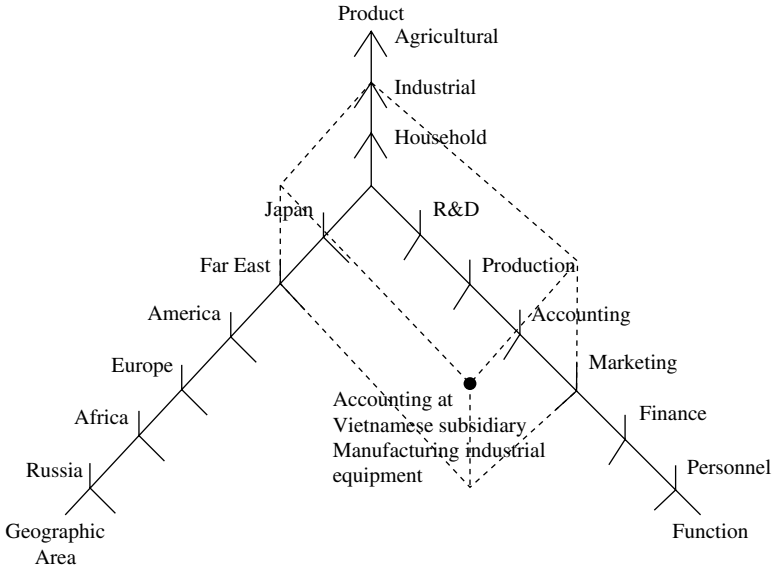 Product
Agricultural
Industrial
Household
Japan
R&D
Far East
Production
America
Accounting
Europe
Marketing
Accounting at
Vietnamese subsidiary
Manufacturing industrial
equipment
Africa
Finance
Russia
Personnel
Geographic
Area
Function